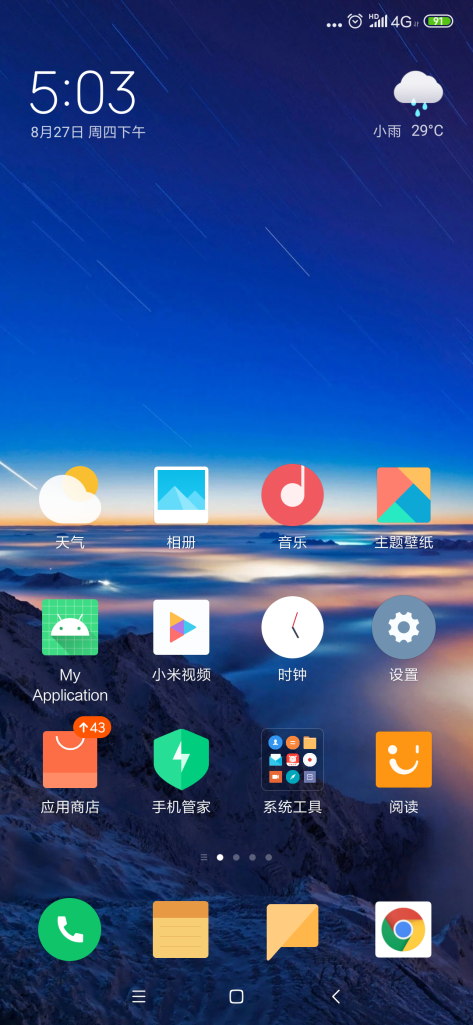 HD 4G 91
5:03
8月27日 周四下午
小雨 29°C
天气 相册 音乐 主题壁纸
My Application 小米视频 时钟 设置
43
应用商店 手机管家 系统工具 阅读